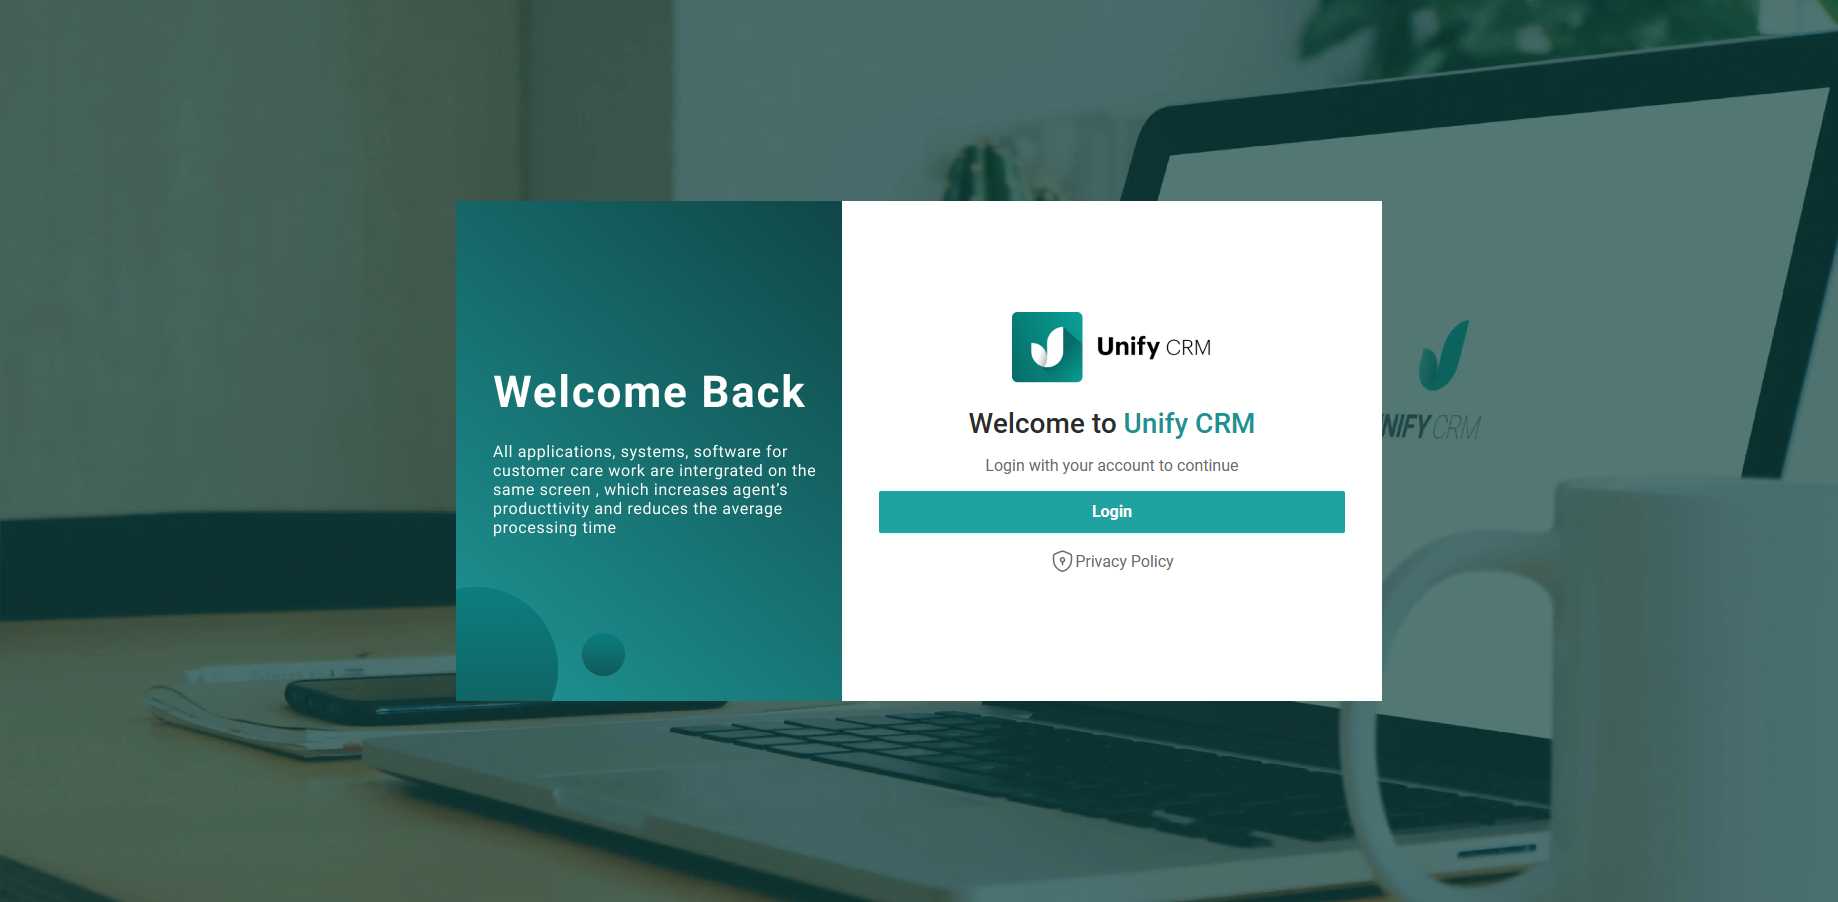 Welcome Back
All applications, systems, software for
customer care work are intergrated on the
same screen , which increases agent’s
producttivity and reduces the average
processing time
Unify CRM
Welcome to Unify CRM
Login with your account to continue
Login
Privacy Policy
NIFY CRM